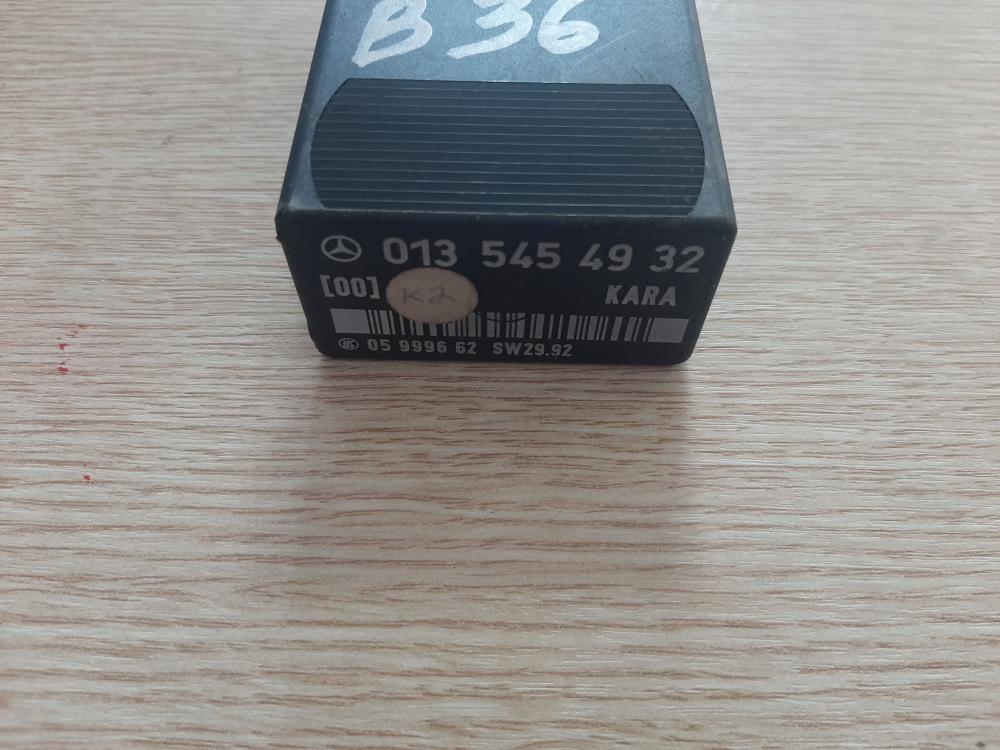 B 36
013 545 49 32
[00] K2 KARA
05 9996 62 SW29.92